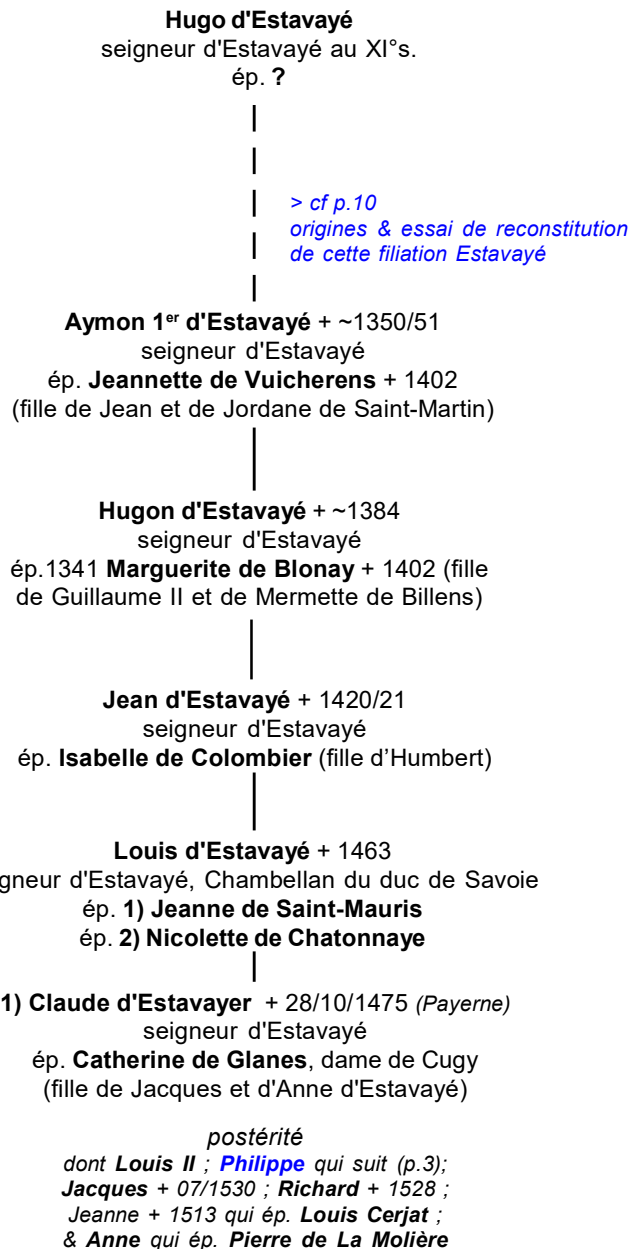 Hugo d'Estavayé
seigneur d'Estavayé au XI°s.
ép. ?
> cf p.10
origines & essai de reconstitution
de cette filiation Estavayé
Aymon 1er d'Estavayé + ~1350/51
seigneur d'Estavayé
ép. Jeannette de Vuicherens + 1402
(fille de Jean et de Jordane de Saint-Martin)
Hugon d'Estavayé + ~1384
seigneur d'Estavayé
ép.1341 Marguerite de Blonay + 1402 (fille
de Guillaume II et de Mermette de Billens)
Jean d'Estavayé + 1420/21
seigneur d'Estavayé
ép. Isabelle de Colombier (fille d’Humbert)
Louis d'Estavayé + 1463
gneur d'Estavayé, Chambellan du duc de Savoie
ép. 1) Jeanne de Saint-Mauris
ép. 2) Nicolette de Chatonnaye
1) Claude d'Estavayer + 28/10/1475 (Payerne)
seigneur d'Estavayé
ép. Catherine de Glanes, dame de Cugy
(fille de Jacques et d'Anne d'Estavayé)
postérité
dont Louis II ; Philippe qui suit (p.3);
Jacques + 07/1530 ; Richard + 1528 ;
Jeanne + 1513 qui ép. Louis Cerjat ;
& Anne qui ép. Pierre de La Molière